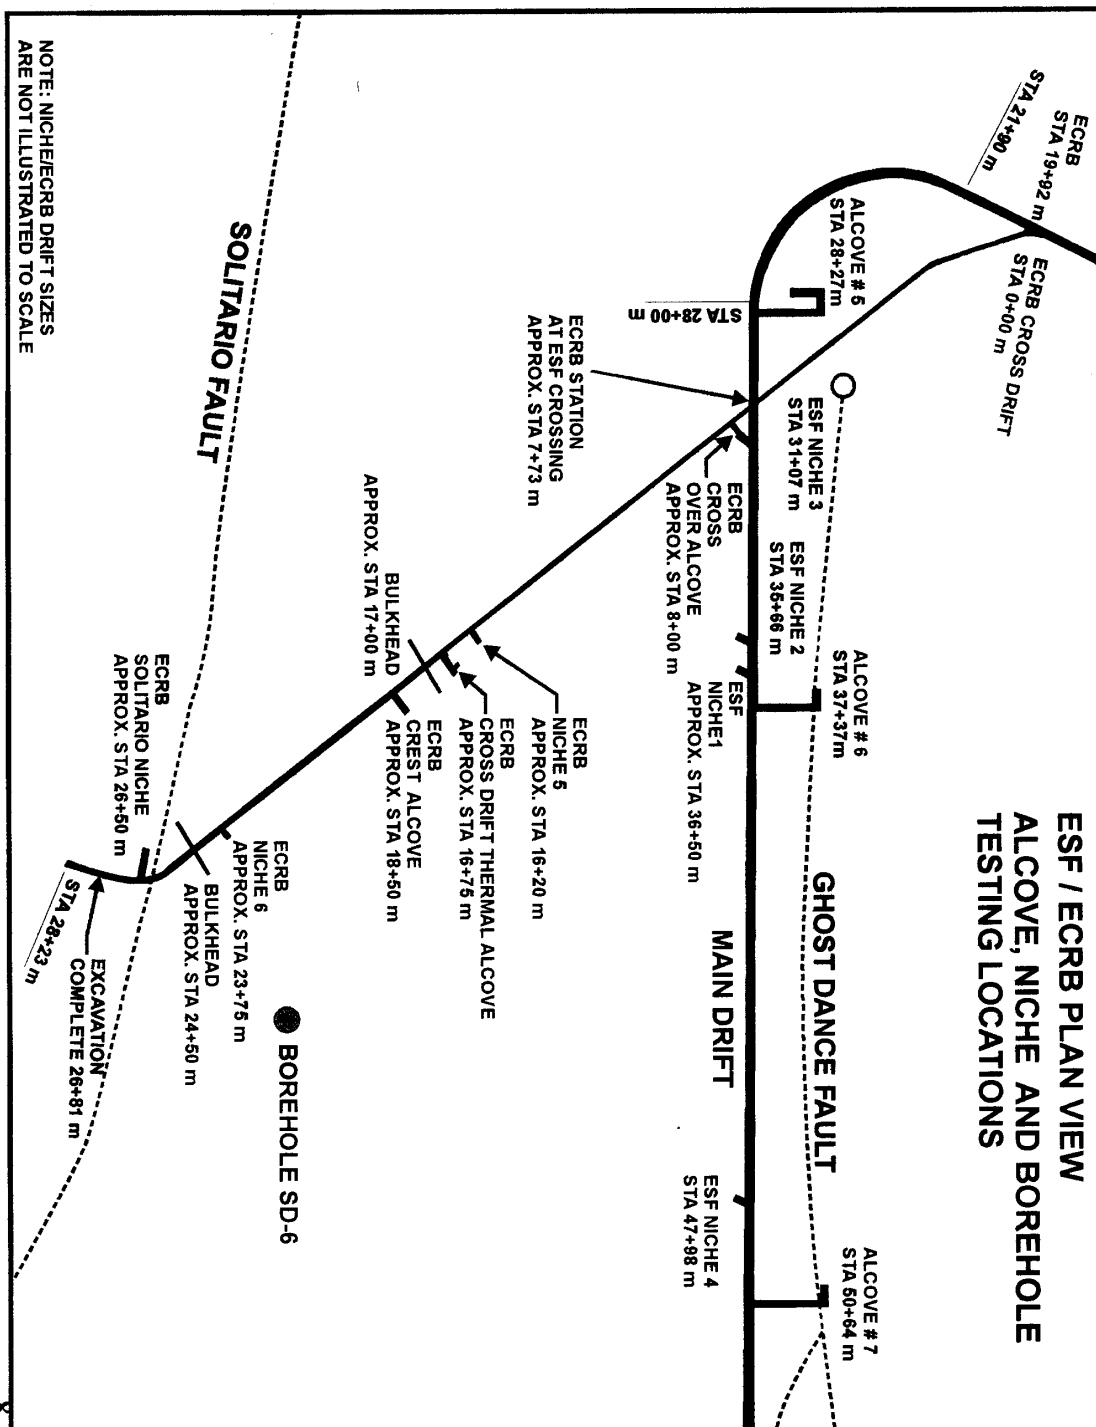 ESF / ECRB PLAN VIEW
ALCOVE, NICHE AND BOREHOLE
TESTING LOCATIONS
ECRB
STA 19+92 m
STA 21+90 m
ECRB CROSS DRIFT
STA 0+00 m
ALCOVE # 5
STA 28+27m
STA 28+00 m
ESF NICHE 3
STA 31+07 m
ESF NICHE 2
STA 35+66 m
ALCOVE # 6
STA 37+37m
GHOST DANCE FAULT
ALCOVE # 7
STA 50+64 m
ECRB STATION
AT ESF CROSSING
APPROX. STA 7+73 m
ECRB
CROSS
OVER ALCOVE
APPROX. STA 8+00 m
ESF
NICHE1
APPROX. STA 36+50 m
MAIN DRIFT
ESF NICHE 4
STA 47+98 m
ECRB
NICHE 5
APPROX. STA 16+20 m
ECRB
CROSS DRIFT THERMAL ALCOVE
APPROX. STA 16+75 m
BULKHEAD
APPROX. STA 17+00 m
ECRB
CREST ALCOVE
APPROX. STA 18+50 m
SOLITARIO FAULT
ECRB
NICHE 6
APPROX. STA 23+75 m
BULKHEAD
APPROX. STA 24+50 m
BOREHOLE SD-6
ECRB
SOLITARIO NICHE
APPROX. STA 26+50 m
EXCAVATION
COMPLETE 26+81 m
STA 28+23 m
NOTE: NICHE/ECRB DRIFT SIZES
ARE NOT ILLUSTRATED TO SCALE